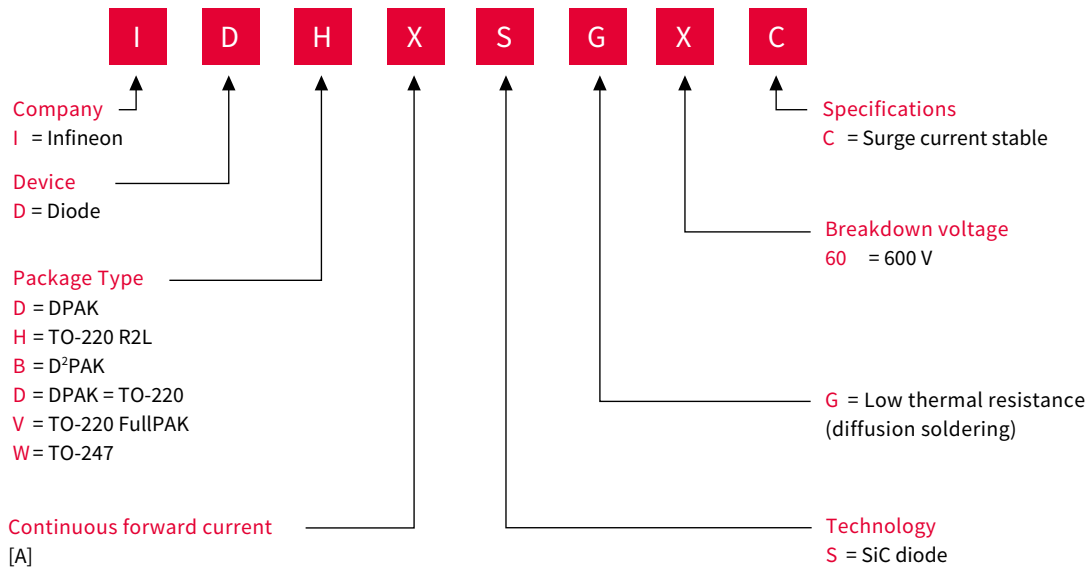 I D H X S G X C
Company
I = Infineon
Device
D = Diode
Package Type
D = DPAK
H = TO-220 R2L
B = D²PAK
D = DPAK = TO-220
V = TO-220 FullPAK
W = TO-247
Continuous forward current
[A]
Specifications
C = Surge current stable
Breakdown voltage
60 = 600 V
G = Low thermal resistance
(diffusion soldering)
Technology
S = SiC diode